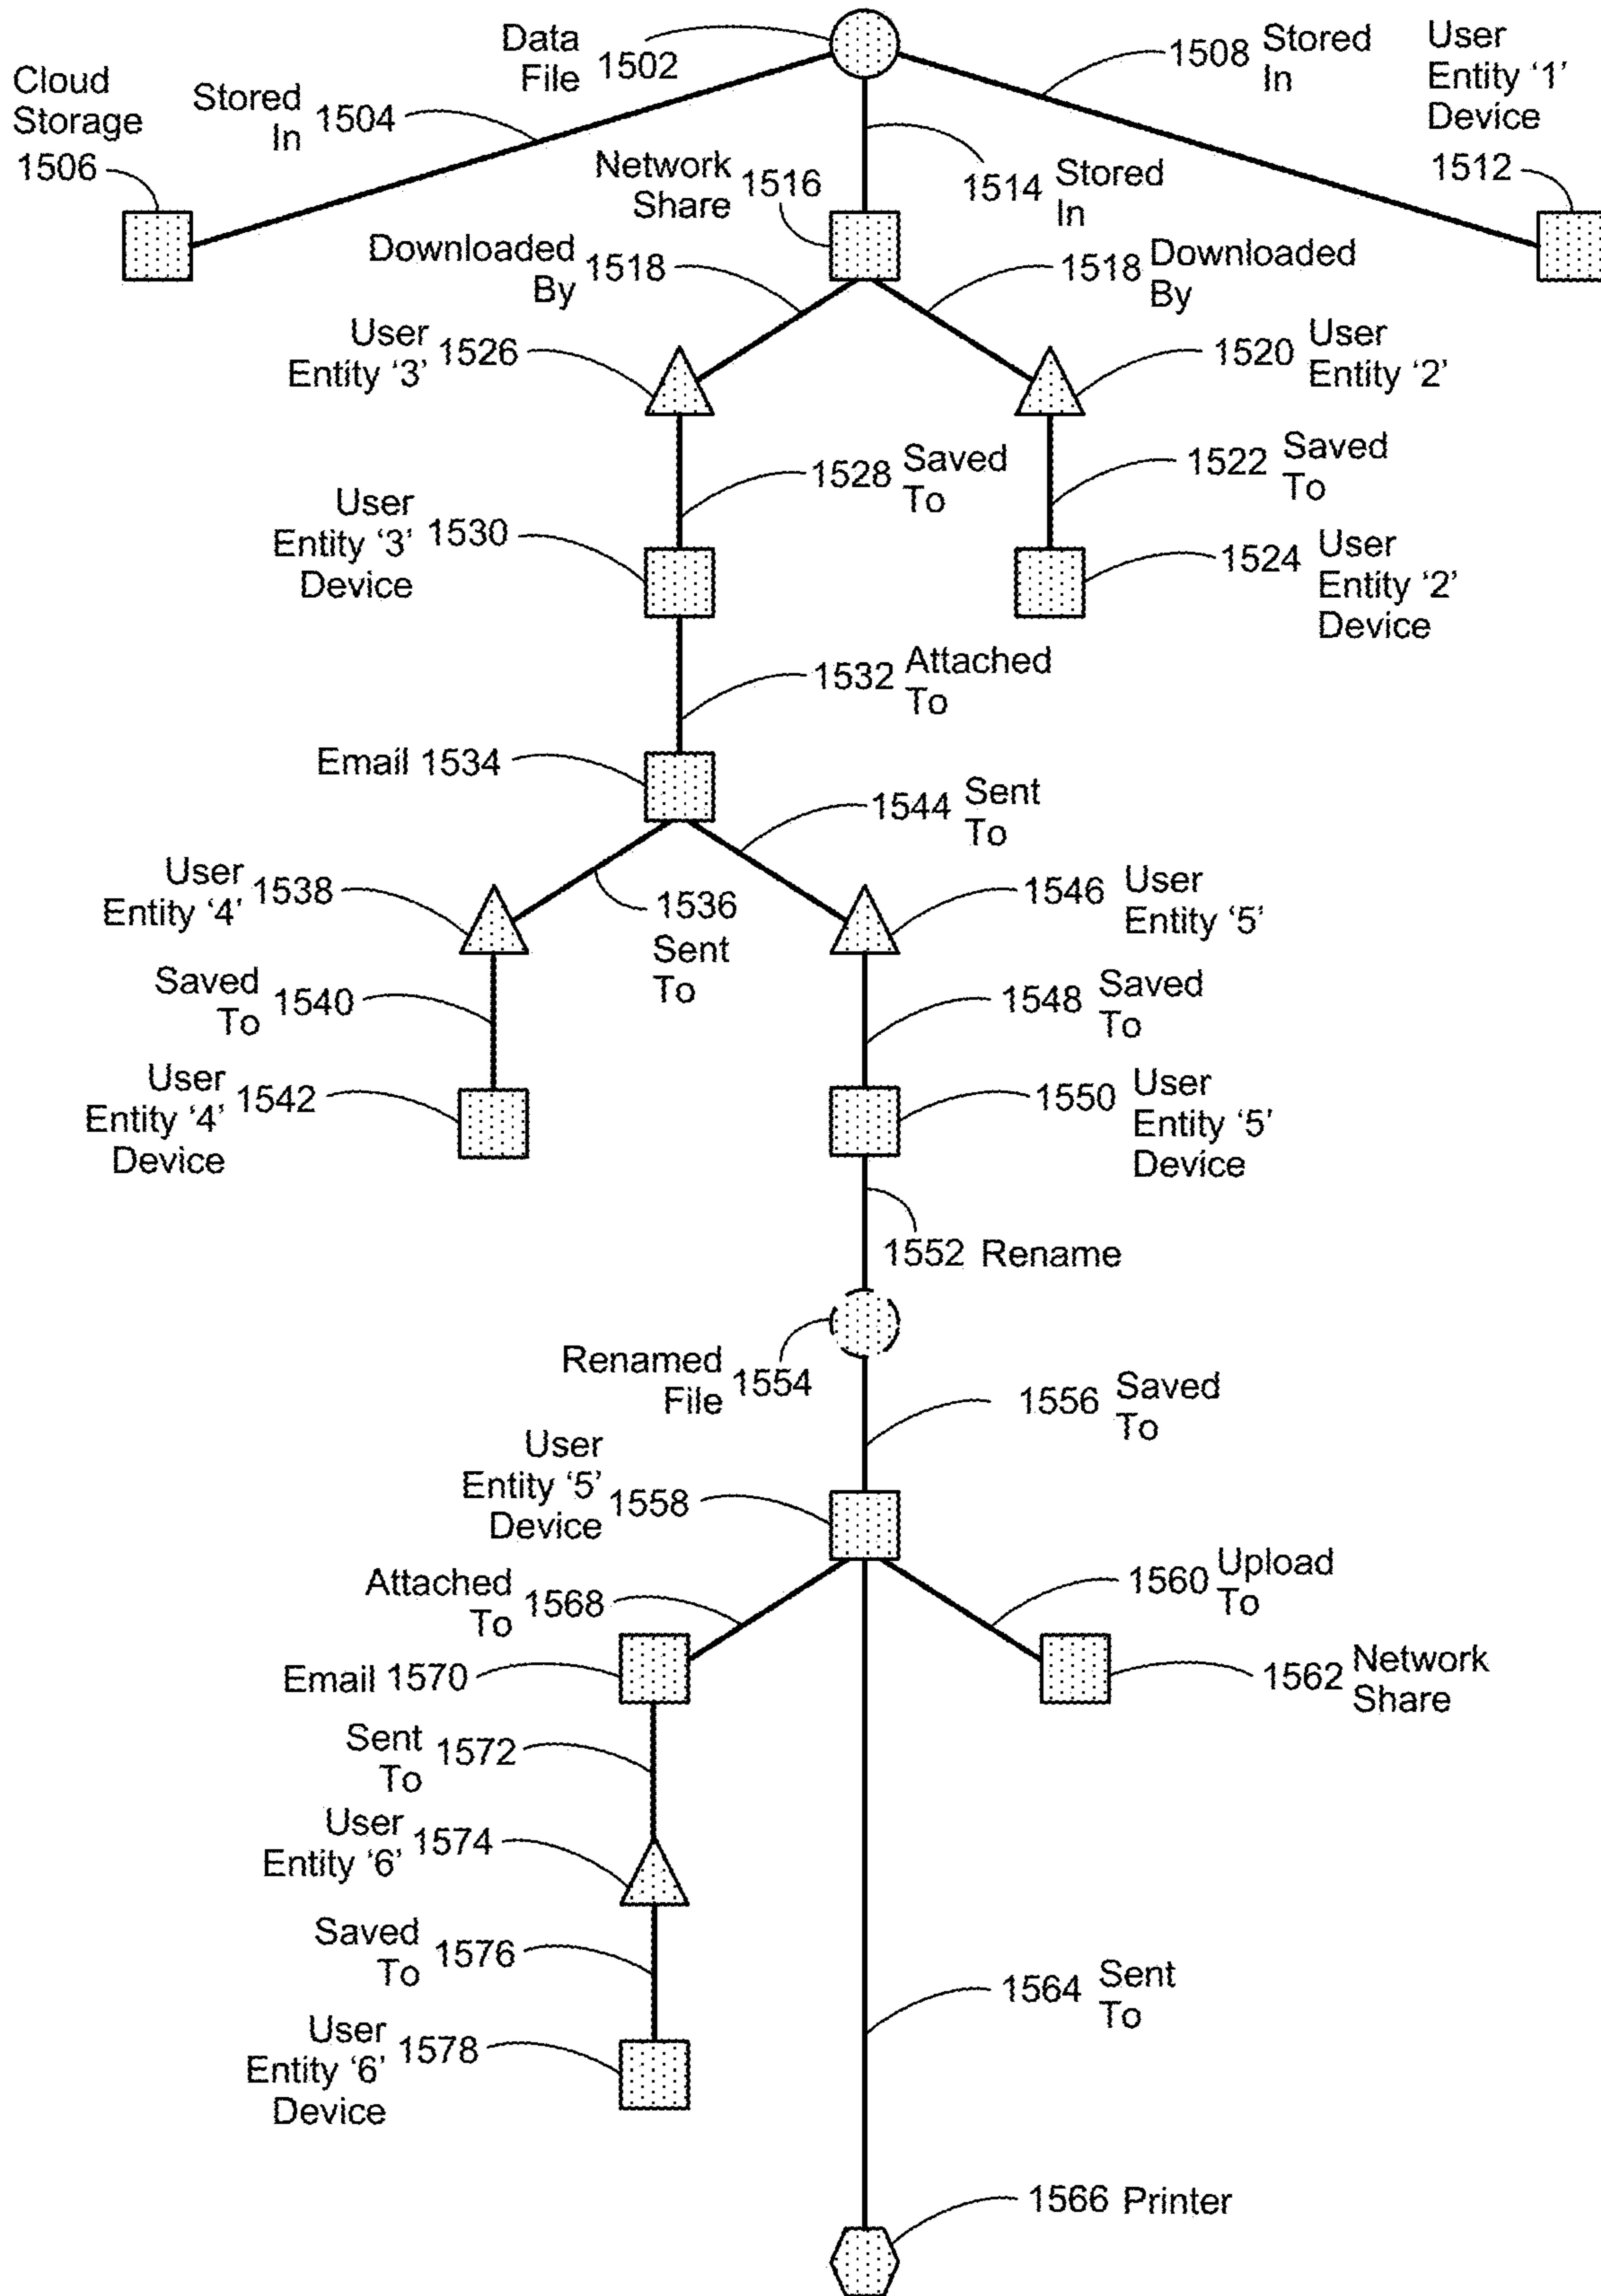 Data
File 1502
1508 Stored
In
User
Entity ‘1’
Device
1512
Cloud
Storage
1506
Stored
In 1504
Network
Share 1516
1514 Stored
In
Downloaded
By 1518
1518 Downloaded
By
User
Entity ‘3’ 1526
1520 User
Entity ‘2’
1528 Saved
To
1522 Saved
To
User
Entity ‘3’ 1530
Device
1524 User
Entity ‘2’
Device
1532 Attached
To
Email 1534
1544 Sent
To
User
Entity ‘4’ 1538
1536
Sent
To
1546 User
Entity ‘5’
Saved
To 1540
1548 Saved
To
User
Entity ‘4’ 1542
Device
1550 User
Entity ‘5’
Device
1552 Rename
Renamed
File 1554
1556 Saved
To
User
Entity ‘5’
Device 1558
Attached
To 1568
1560 Upload
To
Email 1570
1562 Network
Share
Sent
To 1572
User
Entity ‘6’ 1574
Saved
To 1576
1564 Sent
To
User
Entity ‘6’ 1578
Device
1566 Printer